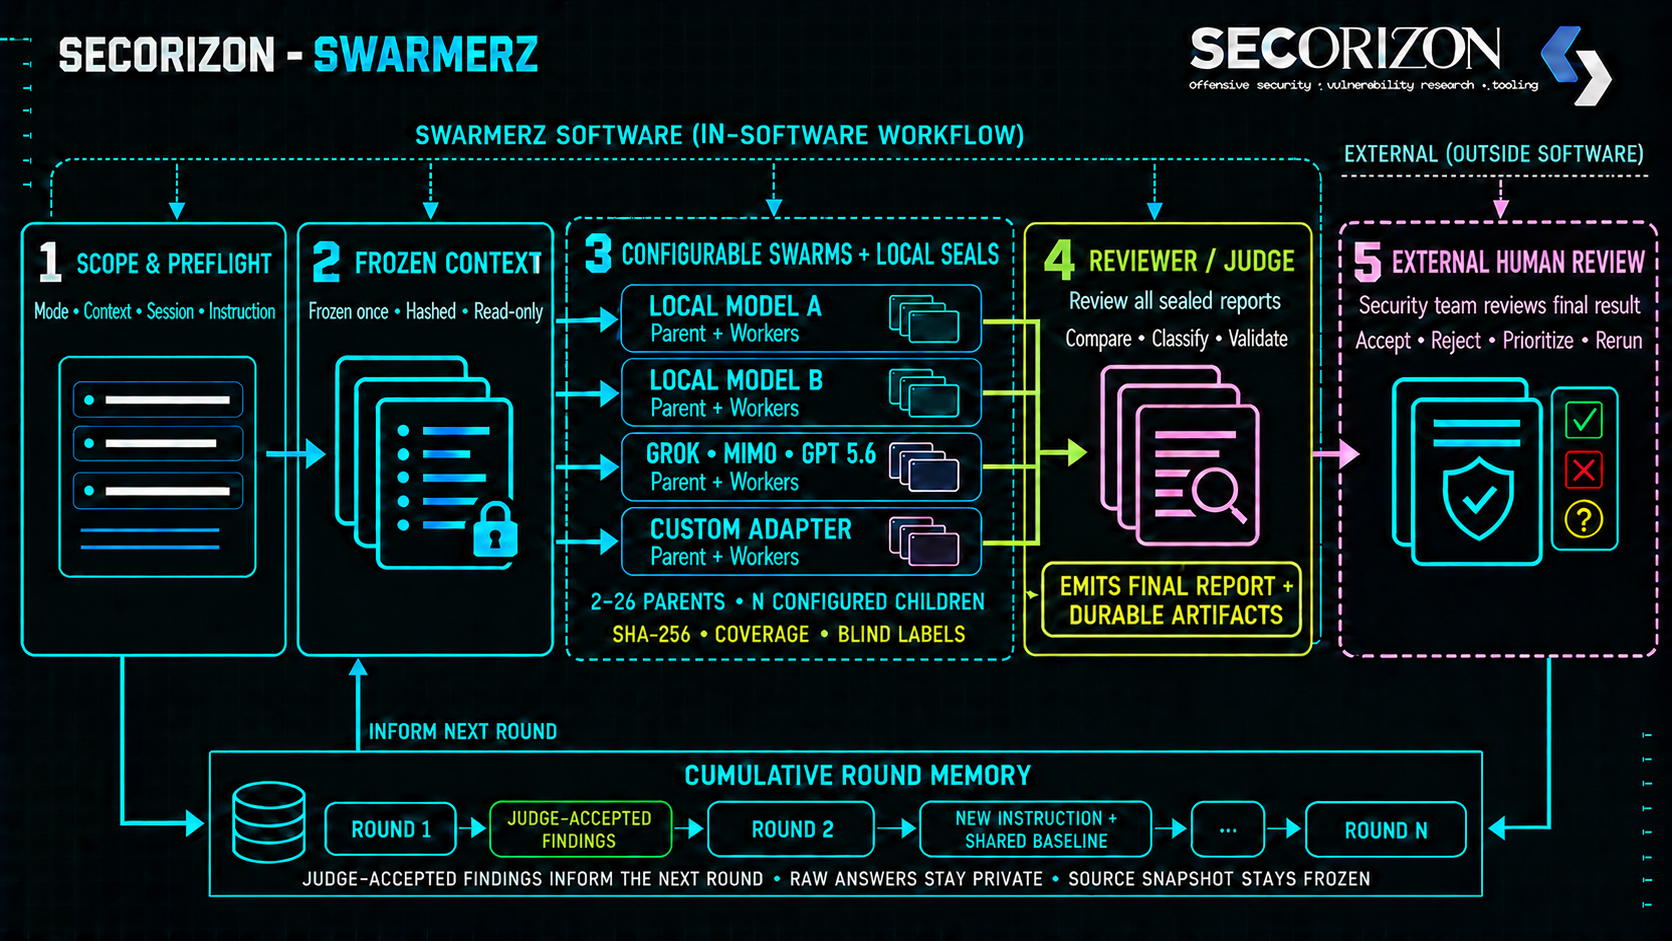 SECORIZON - SWARMERZ
SECORIZON
offensive security • vulnerability research • tooling
SWARMERZ SOFTWARE (IN-SOFTWARE WORKFLOW)
EXTERNAL (OUTSIDE SOFTWARE)
1 SCOPE & PREFLIGHT
Mode • Context • Session • Instruction
2 FROZEN CONTEXT
Frozen once • Hashed • Read-only
3 CONFIGURABLE SWARMS + LOCAL SEALS
LOCAL MODEL A
Parent + Workers
LOCAL MODEL B
Parent + Workers
GROK • MIMO • GPT 5.6
Parent + Workers
CUSTOM ADAPTER
Parent + Workers
2-26 PARENTS • N CONFIGURED CHILDREN
SHA-256 • COVERAGE • BLIND LABELS
4 REVIEWER / JUDGE
Review all sealed reports
Compare • Classify • Validate
EMITS FINAL REPORT +
DURABLE ARTIFACTS
5 EXTERNAL HUMAN REVIEW
Security team reviews final result
Accept • Reject • Prioritize • Rerun
?
INFORM NEXT ROUND
CUMULATIVE ROUND MEMORY
ROUND 1
JUDGE-ACCEPTED
FINDINGS
ROUND 2
NEW INSTRUCTION +
SHARED BASELINE
...
ROUND N
JUDGE-ACCEPTED FINDINGS INFORM THE NEXT ROUND • RAW ANSWERS STAY PRIVATE • SOURCE SNAPSHOT STAYS FROZEN